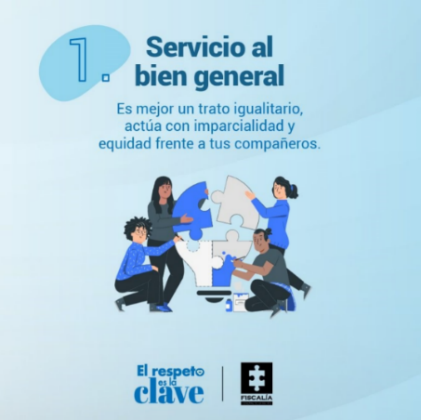 1.
Servicio al
bien general
Es mejor un trato igualitario,
actúa con imparcialidad y
equidad frente a tus compañeros.
El respeto
es la
clave
FISCALÍA